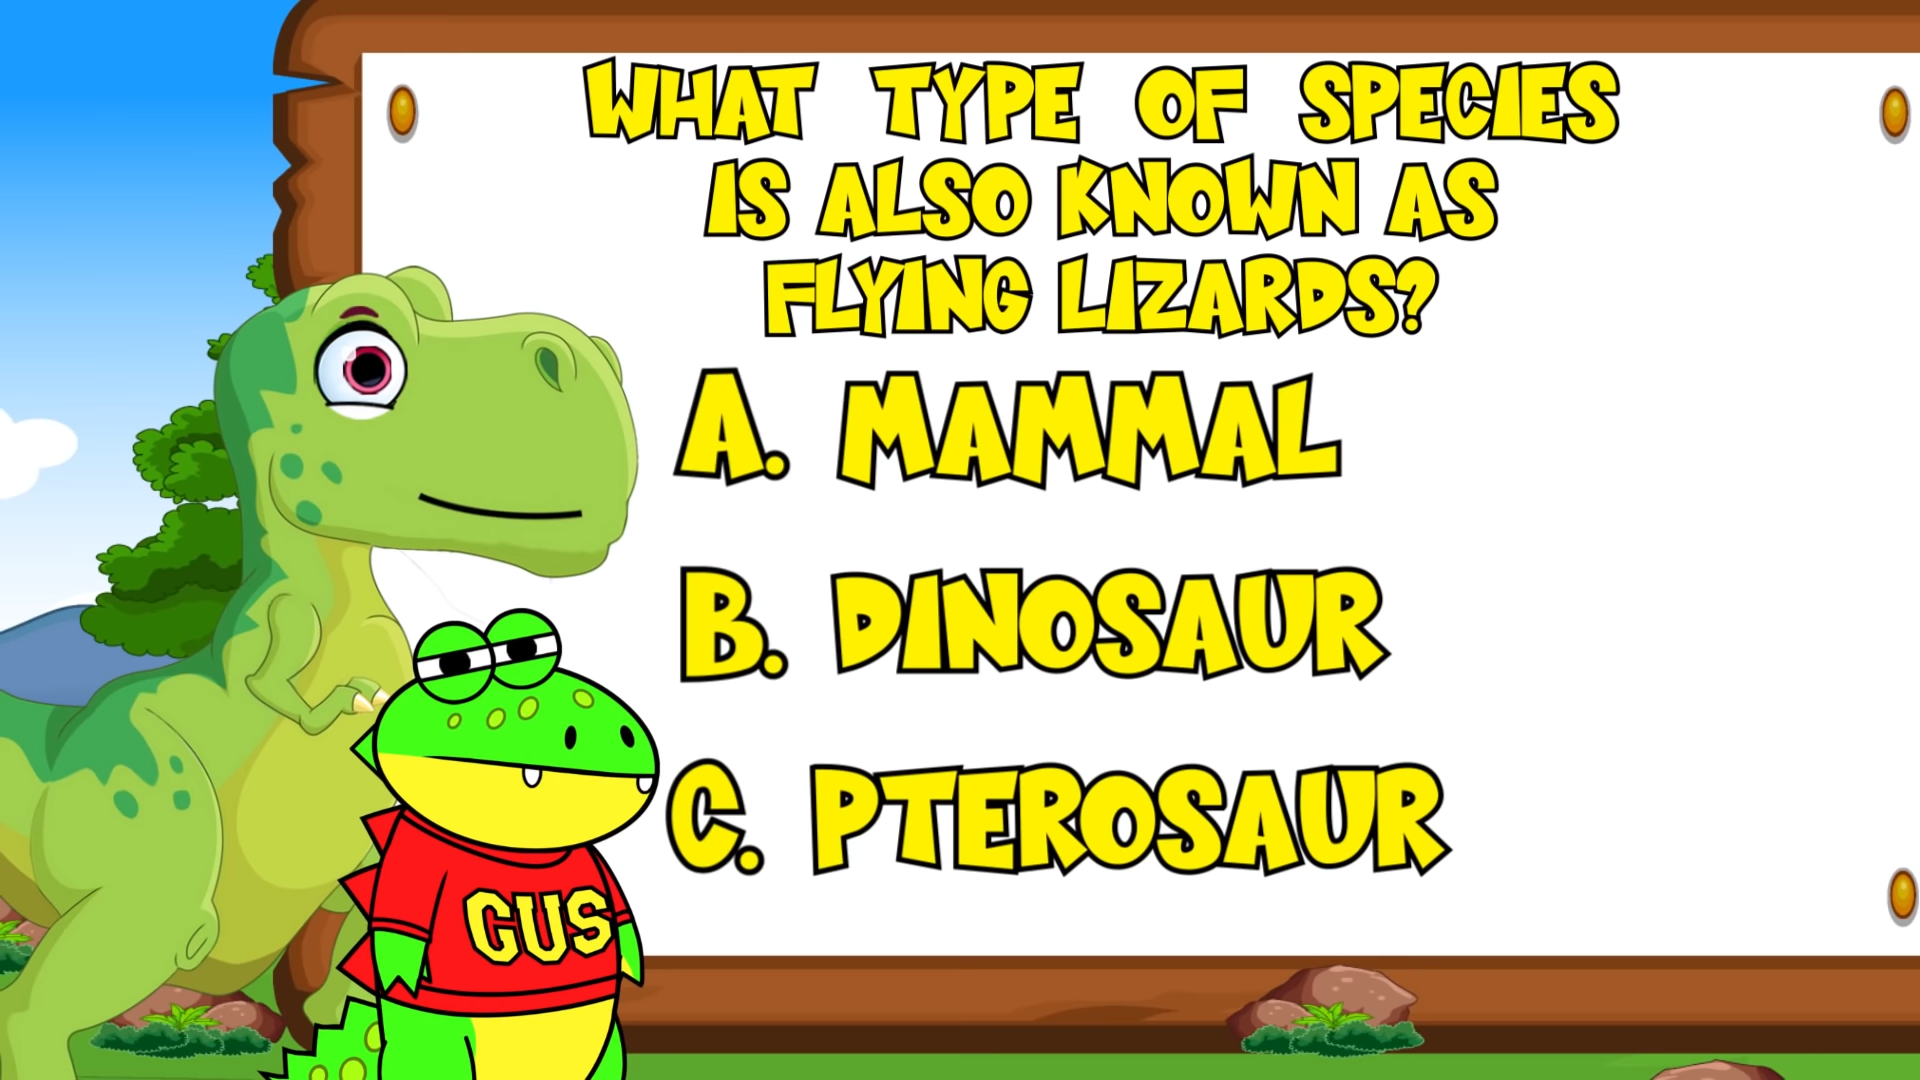 WHAT TYPE OF SPECIES
IS ALSO KNOWN AS
FLYING LIZARDS?
A. MAMMAL
B. DINOSAUR
C. PTEROSAUR
GUS